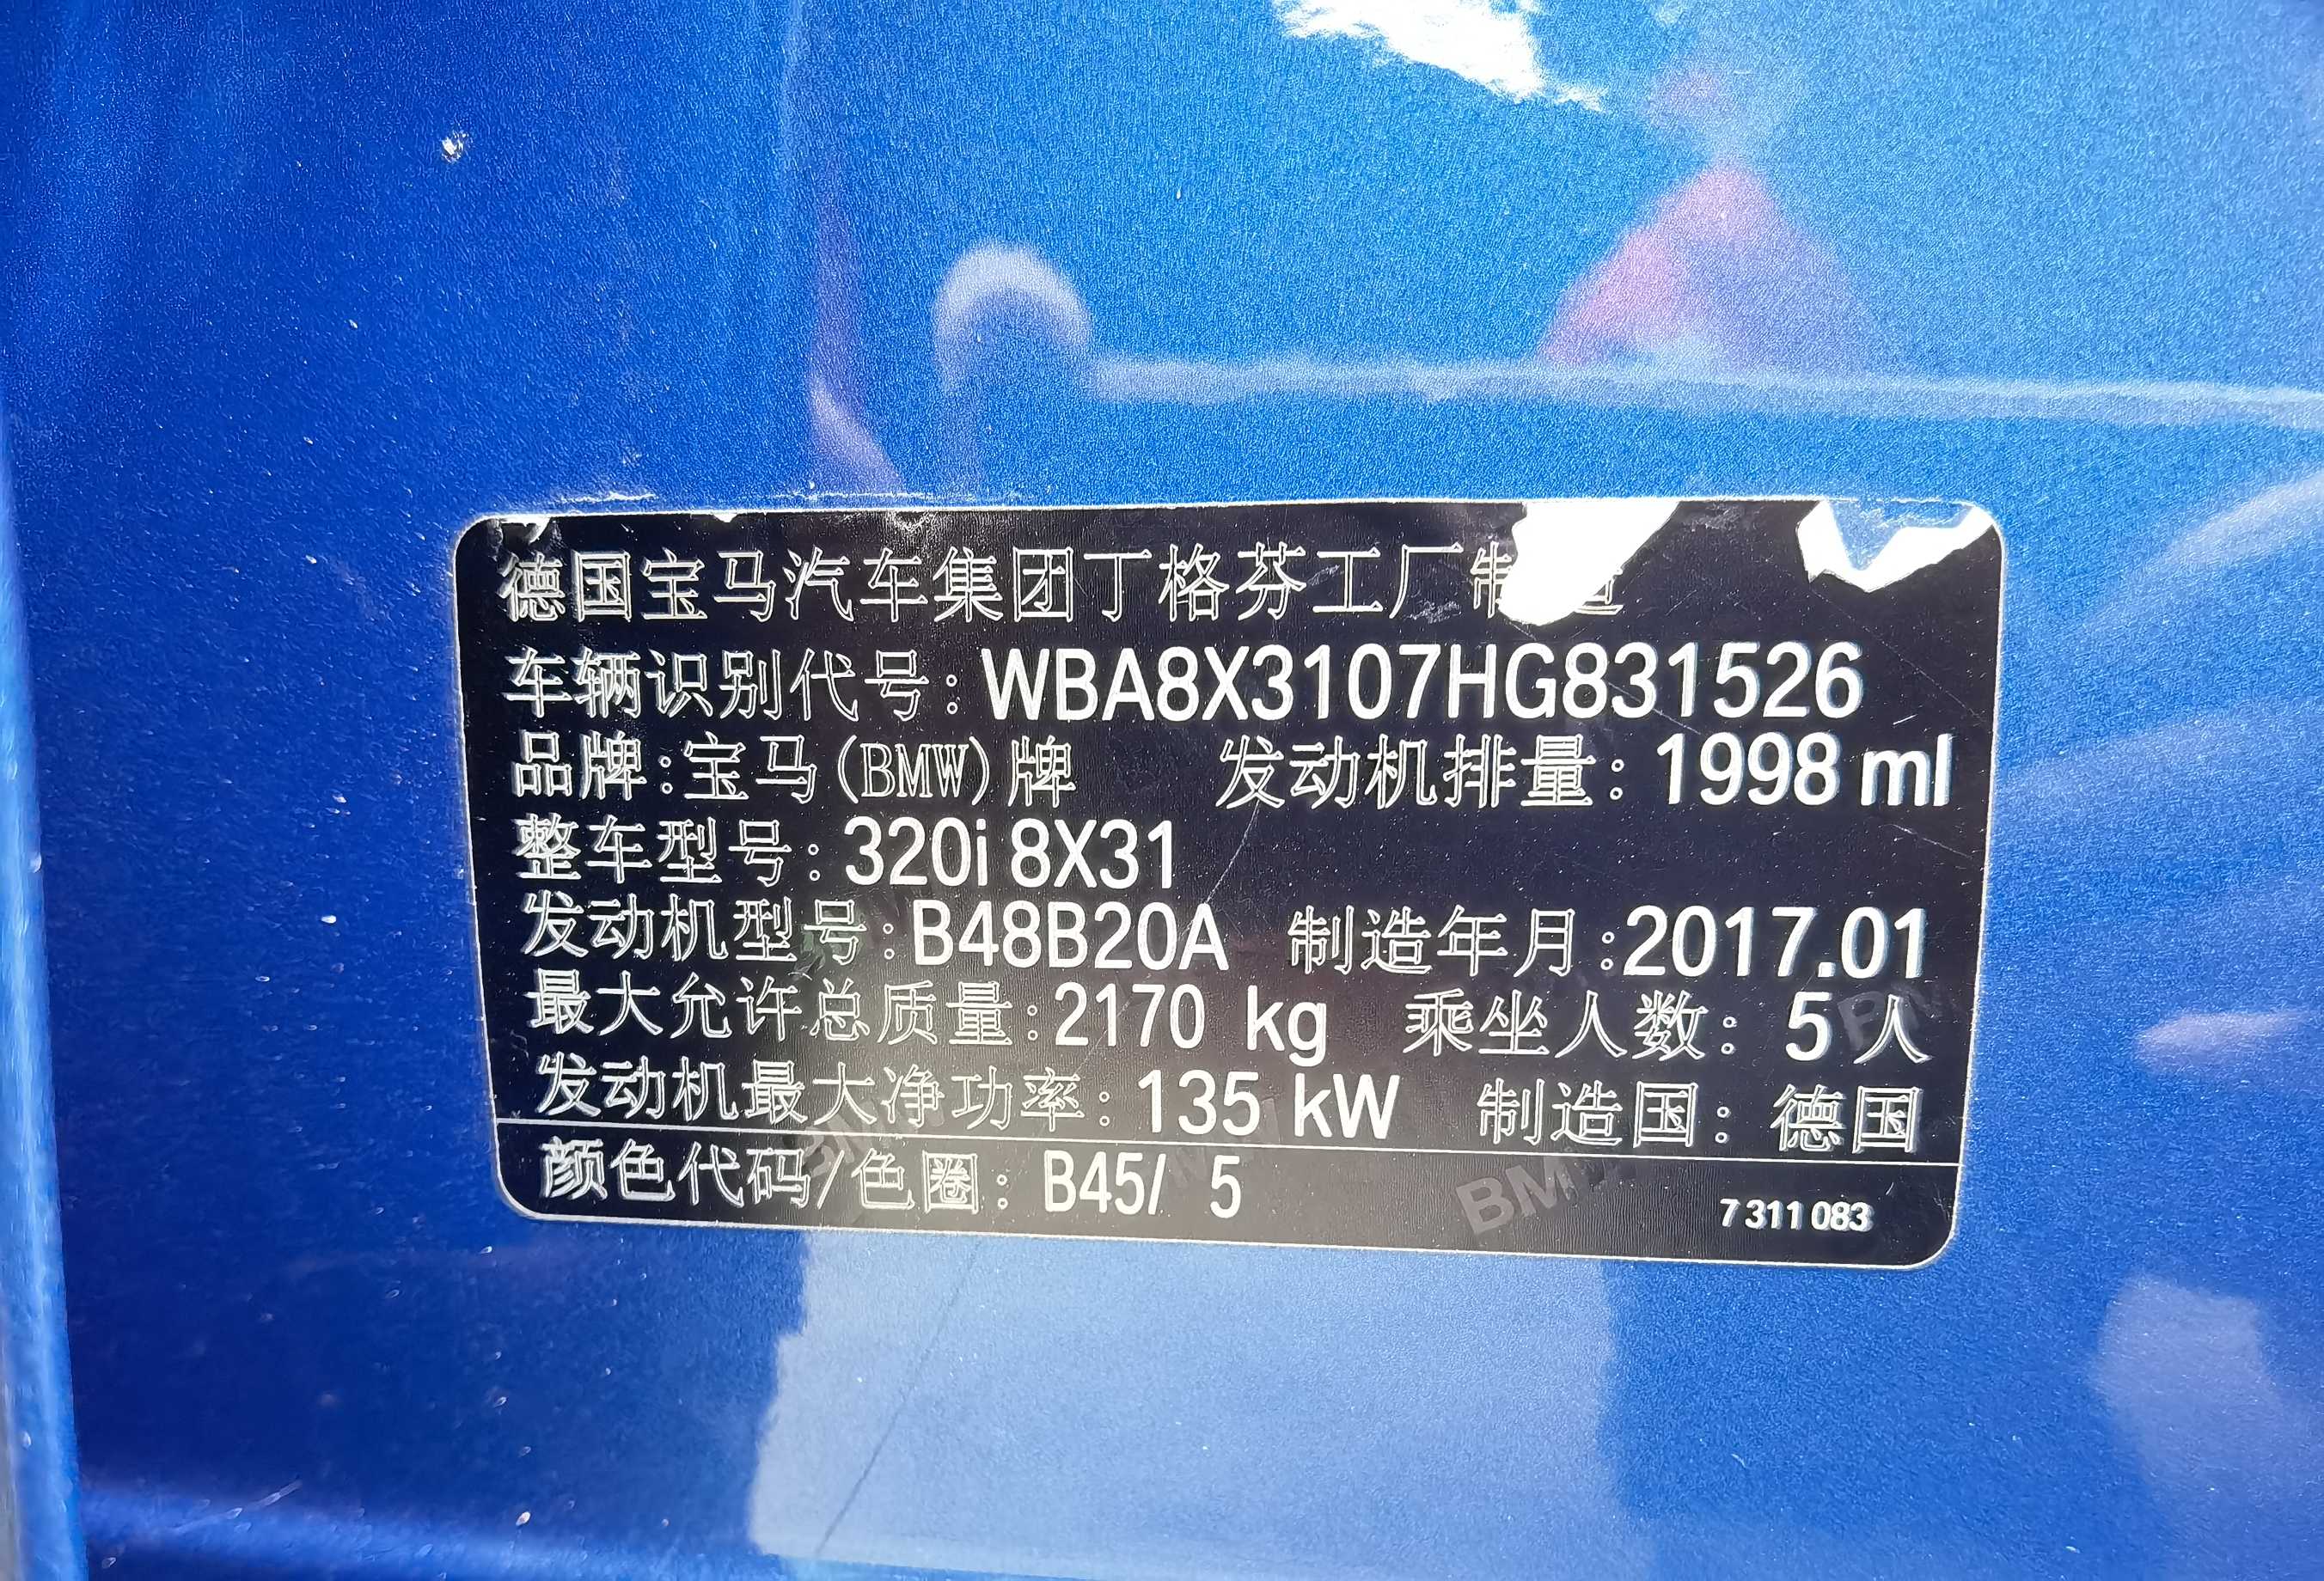 德国宝马汽车集团丁格芬工厂制造
车辆识别代号:WBA8X3107HG831526
品牌:宝马(BMW)牌 发动机排量: 1998 ml
整车型号: 320i 8X31
发动机型号:B48B20A 制造年月:2017.01
最大允许总质量:2170 kg 乘坐人数: 5人
发动机最大净功率: 135 kW 制造国: 德国
颜色代码/色圈: B45/ 5
7 311 083
BMW